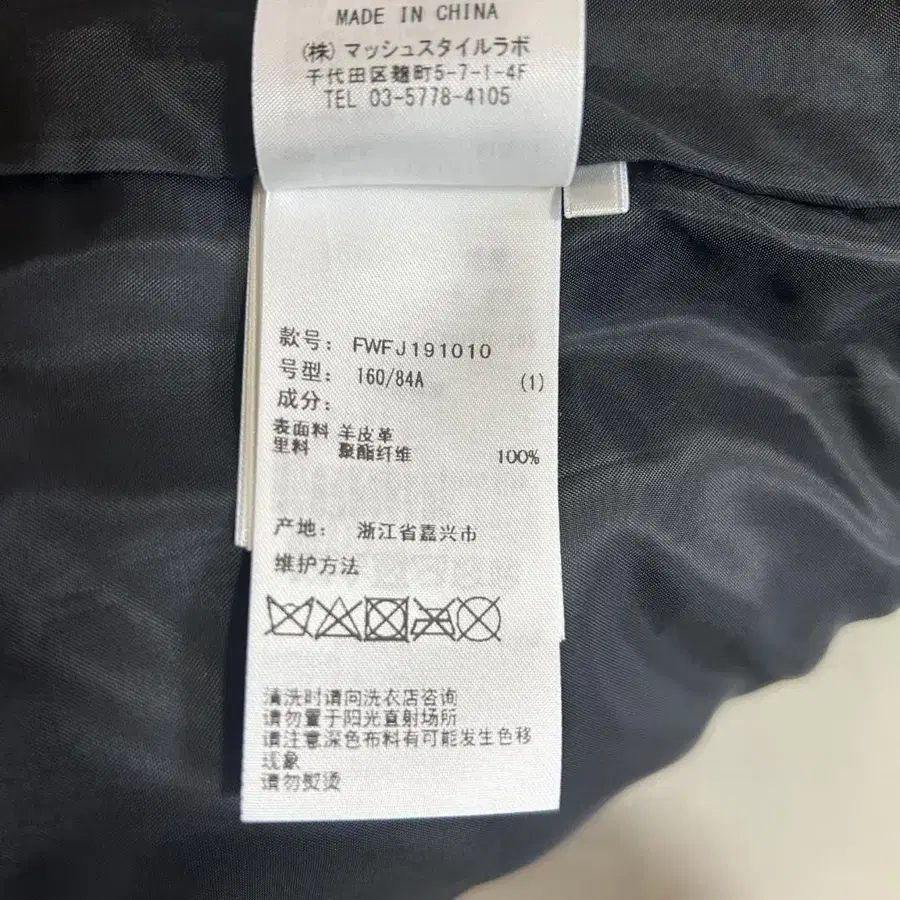 MADE IN CHINA
(株)マッシュスタイルラボ
千代田区麹町5-7-1-4F
TEL 03-5778-4105
款号: FWFJ191010
号型: 160/84A (1)
成分:
表面料 羊皮革
里料 聚酯纤维 100%
产地: 浙江省嘉兴市
维护方法
清洗时请向洗衣店咨询
请勿置于阳光直射场所
请注意深色布料有可能发生色移
现象
请勿熨烫